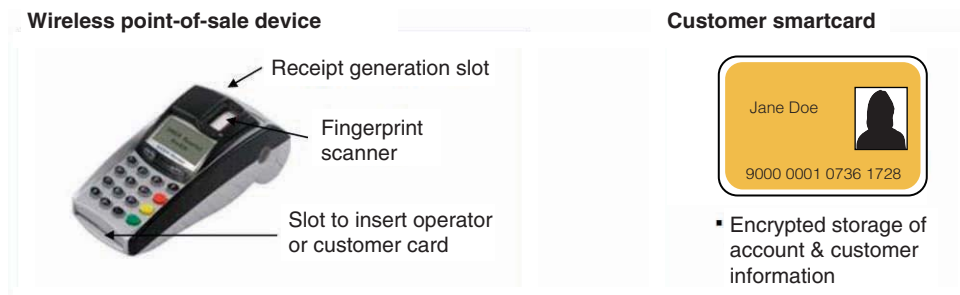 Wireless point-of-sale device
Receipt generation slot
Fingerprint
scanner
Slot to insert operator
or customer card
Customer smartcard
Jane Doe
9000 0001 0736 1728
▪ Encrypted storage of
account & customer
information